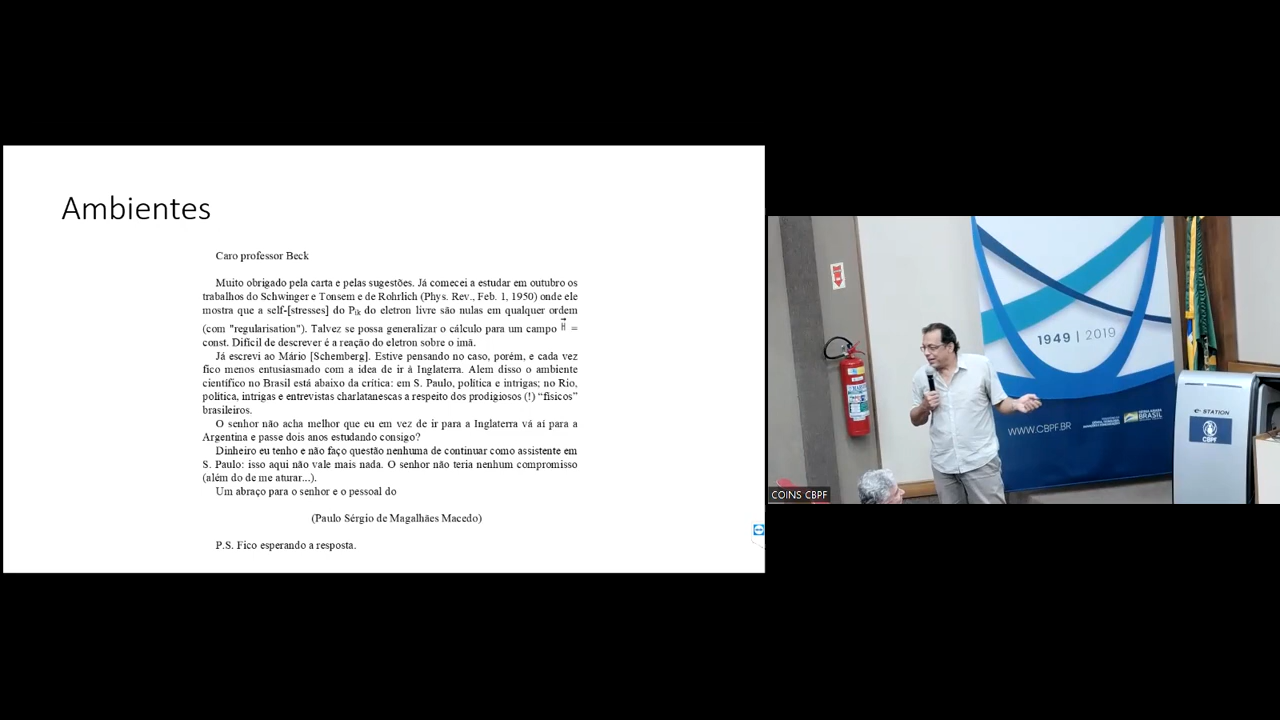 Ambientes
Caro professor Beck
Muito obrigado pela carta e pelas sugestões. Já comecei a estudar em outubro os
trabalhos do Schwinger e Tonsem e de Rohrlich (Phys. Rev., Feb. 1, 1950) onde ele
mostra que a self-[stresses] do Pik do eletron livre são nulas em qualquer ordem
(com "regularisation"). Talvez se possa generalizar o cálculo para um campo H⃗ =
const. Difícil de descrever é a reação do eletron sobre o imã.
Já escrevi ao Mário [Schemberg]. Estive pensando no caso, porém, e cada vez
fico menos entusiasmado com a idea de ir à Inglaterra. Alem disso o ambiente
científico no Brasil está abaixo da crítica: em S. Paulo, política e intrigas; no Rio,
política, intrigas e entrevistas charlatanescas a respeito dos prodigiosos (!) “físicos”
brasileiros.
O senhor não acha melhor que eu em vez de ir para a Inglaterra vá aí para a
Argentina e passe dois anos estudando consigo?
Dinheiro eu tenho e não faço questão nenhuma de continuar como assistente em
S. Paulo: isso aqui não vale mais nada. O senhor não teria nenhum compromisso
(além do de me aturar...).
Um abraço para o senhor e o pessoal do
(Paulo Sérgio de Magalhães Macedo)
P.S. Fico esperando a resposta.
1949 | 2019
WWW.CBPF.BR
BRASIL
e-STATION
CBPF
COINS CBPF